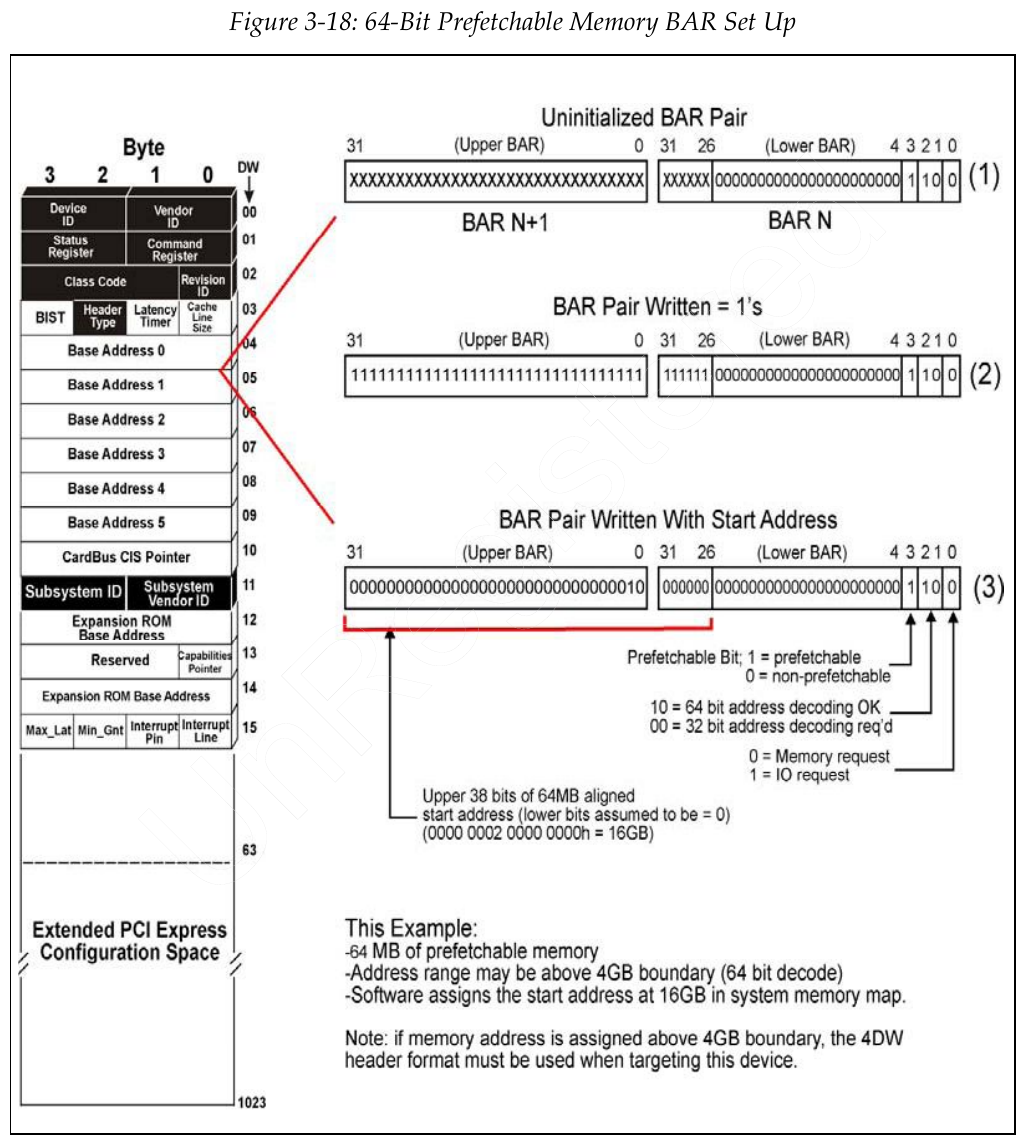 Figure 3-18: 64-Bit Prefetchable Memory BAR Set Up
Uninitialized BAR Pair
31 (Upper BAR) 0 31 26 (Lower BAR) 4 3 2 1 0
XXXXXXXXXXXXXXXXXXXXXXXXXXXXXXXX XXXXXX 0000000000000000000000 1 10 0 (1)
BAR N+1 BAR N
BAR Pair Written = 1's
31 (Upper BAR) 0 31 26 (Lower BAR) 4 3 2 1 0
11111111111111111111111111111111 111111 0000000000000000000000 1 10 0 (2)
BAR Pair Written With Start Address
31 (Upper BAR) 0 31 26 (Lower BAR) 4 3 2 1 0
00000000000000000000000000000010 000000 0000000000000000000000 1 10 0 (3)
Prefetchable Bit; 1 = prefetchable
0 = non-prefetchable
10 = 64 bit address decoding OK
00 = 32 bit address decoding req'd
0 = Memory request
1 = IO request
Upper 38 bits of 64MB aligned
start address (lower bits assumed to be = 0)
(0000 0002 0000 0000h = 16GB)
This Example:
-64 MB of prefetchable memory
-Address range may be above 4GB boundary (64 bit decode)
-Software assigns the start address at 16GB in system memory map.
Note: if memory address is assigned above 4GB boundary, the 4DW
header format must be used when targeting this device.
Byte
3 2 1 0 DW
Device ID Vendor ID 00
Status Register Command Register 01
Class Code Revision ID 02
BIST Header Type Latency Timer Cache Line Size 03
Base Address 0 04
Base Address 1 05
Base Address 2 06
Base Address 3 07
Base Address 4 08
Base Address 5 09
CardBus CIS Pointer 10
Subsystem ID Subsystem Vendor ID 11
Expansion ROM Base Address 12
Reserved Capabilities Pointer 13
Expansion ROM Base Address 14
Max_Lat Min_Gnt Interrupt Pin Interrupt Line 15
63
Extended PCI Express
Configuration Space
1023
UnRegistered